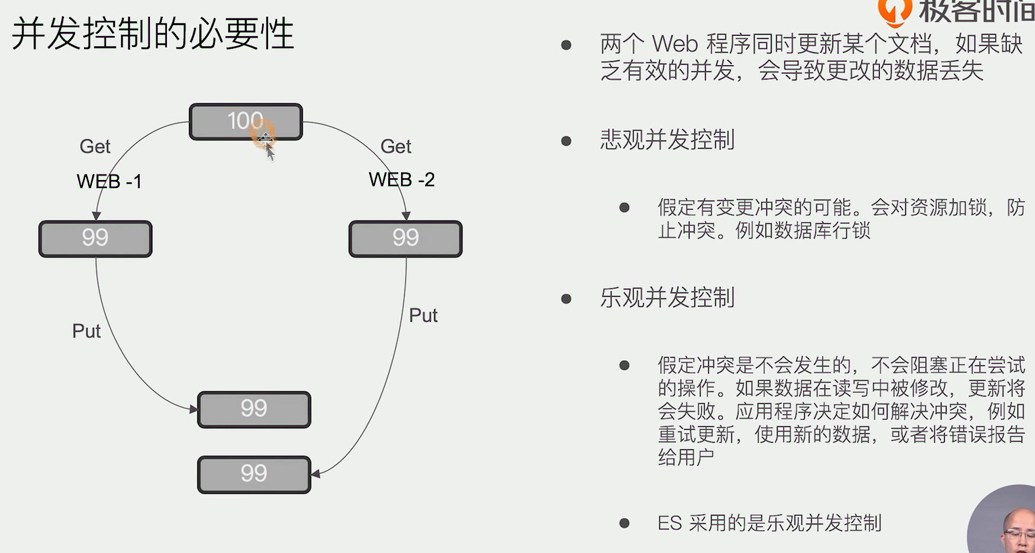 并发控制的必要性
极客时间
100
Get
Get
WEB -1
WEB -2
99
99
Put
Put
99
99
两个 Web 程序同时更新某个文档，如果缺
乏有效的并发，会导致更改的数据丢失
悲观并发控制
假定有变更冲突的可能。会对资源加锁，防
止冲突。例如数据库行锁
乐观并发控制
假定冲突是不会发生的，不会阻塞正在尝试
的操作。如果数据在读写中被修改，更新将
会失败。应用程序决定如何解决冲突，例如
重试更新，使用新的数据，或者将错误报告
给用户
ES 采用的是乐观并发控制